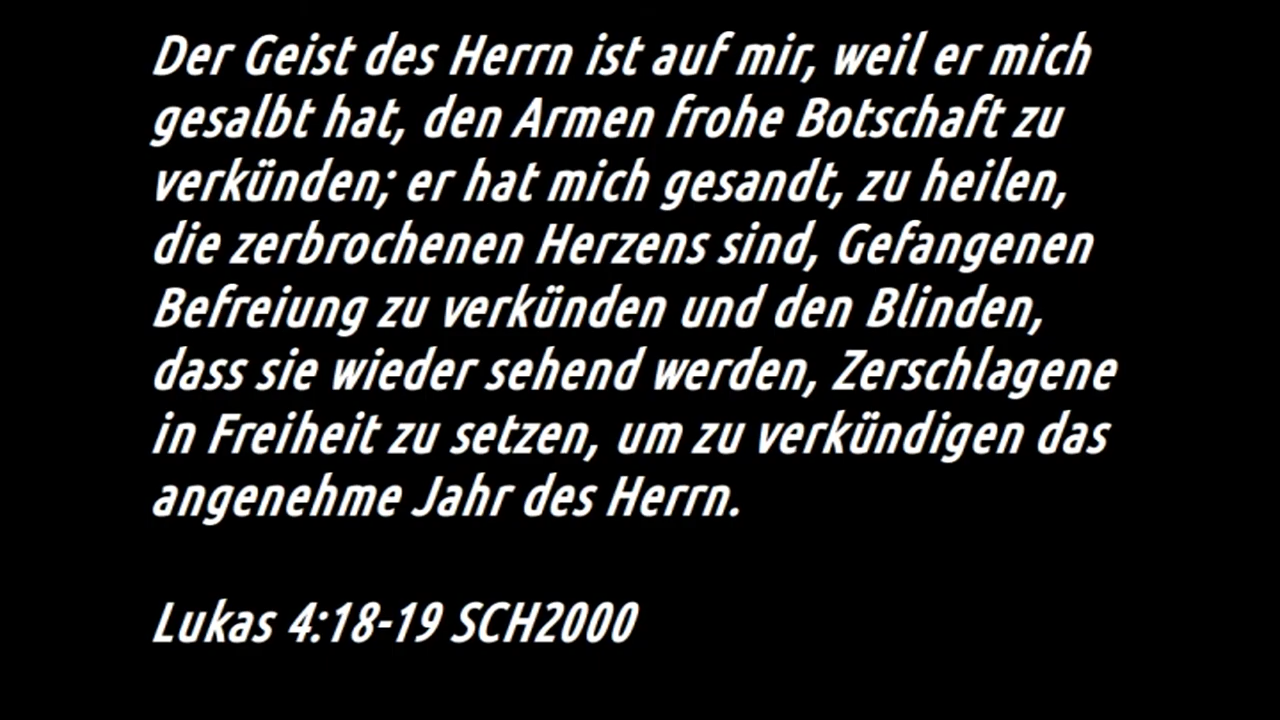 Der Geist des Herrn ist auf mir, weil er mich
gesalbt hat, den Armen frohe Botschaft zu
verkünden; er hat mich gesandt, zu heilen,
die zerbrochenen Herzens sind, Gefangenen
Befreiung zu verkünden und den Blinden,
dass sie wieder sehend werden, Zerschlagene
in Freiheit zu setzen, um zu verkündigen das
angenehme Jahr des Herrn.
Lukas 4:18-19 SCH2000